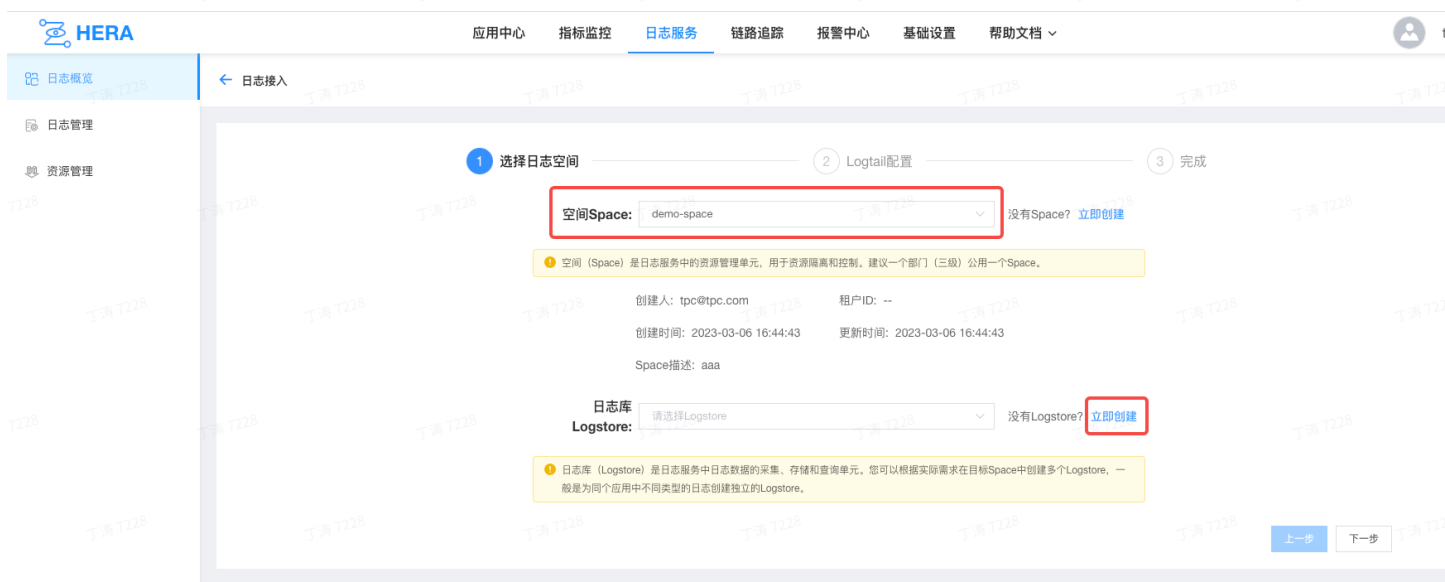 HERA
应用中心 指标监控 日志服务 链路追踪 报警中心 基础设置 帮助文档
日志概览
日志接入
日志管理
资源管理
1 选择日志空间 2 Logtail配置 3 完成
空间Space: demo-space 没有Space? 立即创建
空间（Space）是日志服务中的资源管理单元，用于资源隔离和控制。建议一个部门（三级）公用一个Space。
创建人: tpc@tpc.com 租户ID: --
创建时间: 2023-03-06 16:44:43 更新时间: 2023-03-06 16:44:43
Space描述: aaa
日志库
Logstore: 请选择Logstore 没有Logstore? 立即创建
日志库（Logstore）是日志服务中日志数据的采集、存储和查询单元。您可以根据实际需求在目标Space中创建多个Logstore，一
般是为同个应用中不同类型的日志创建独立的Logstore。
上一步 下一步
丁涛 7228